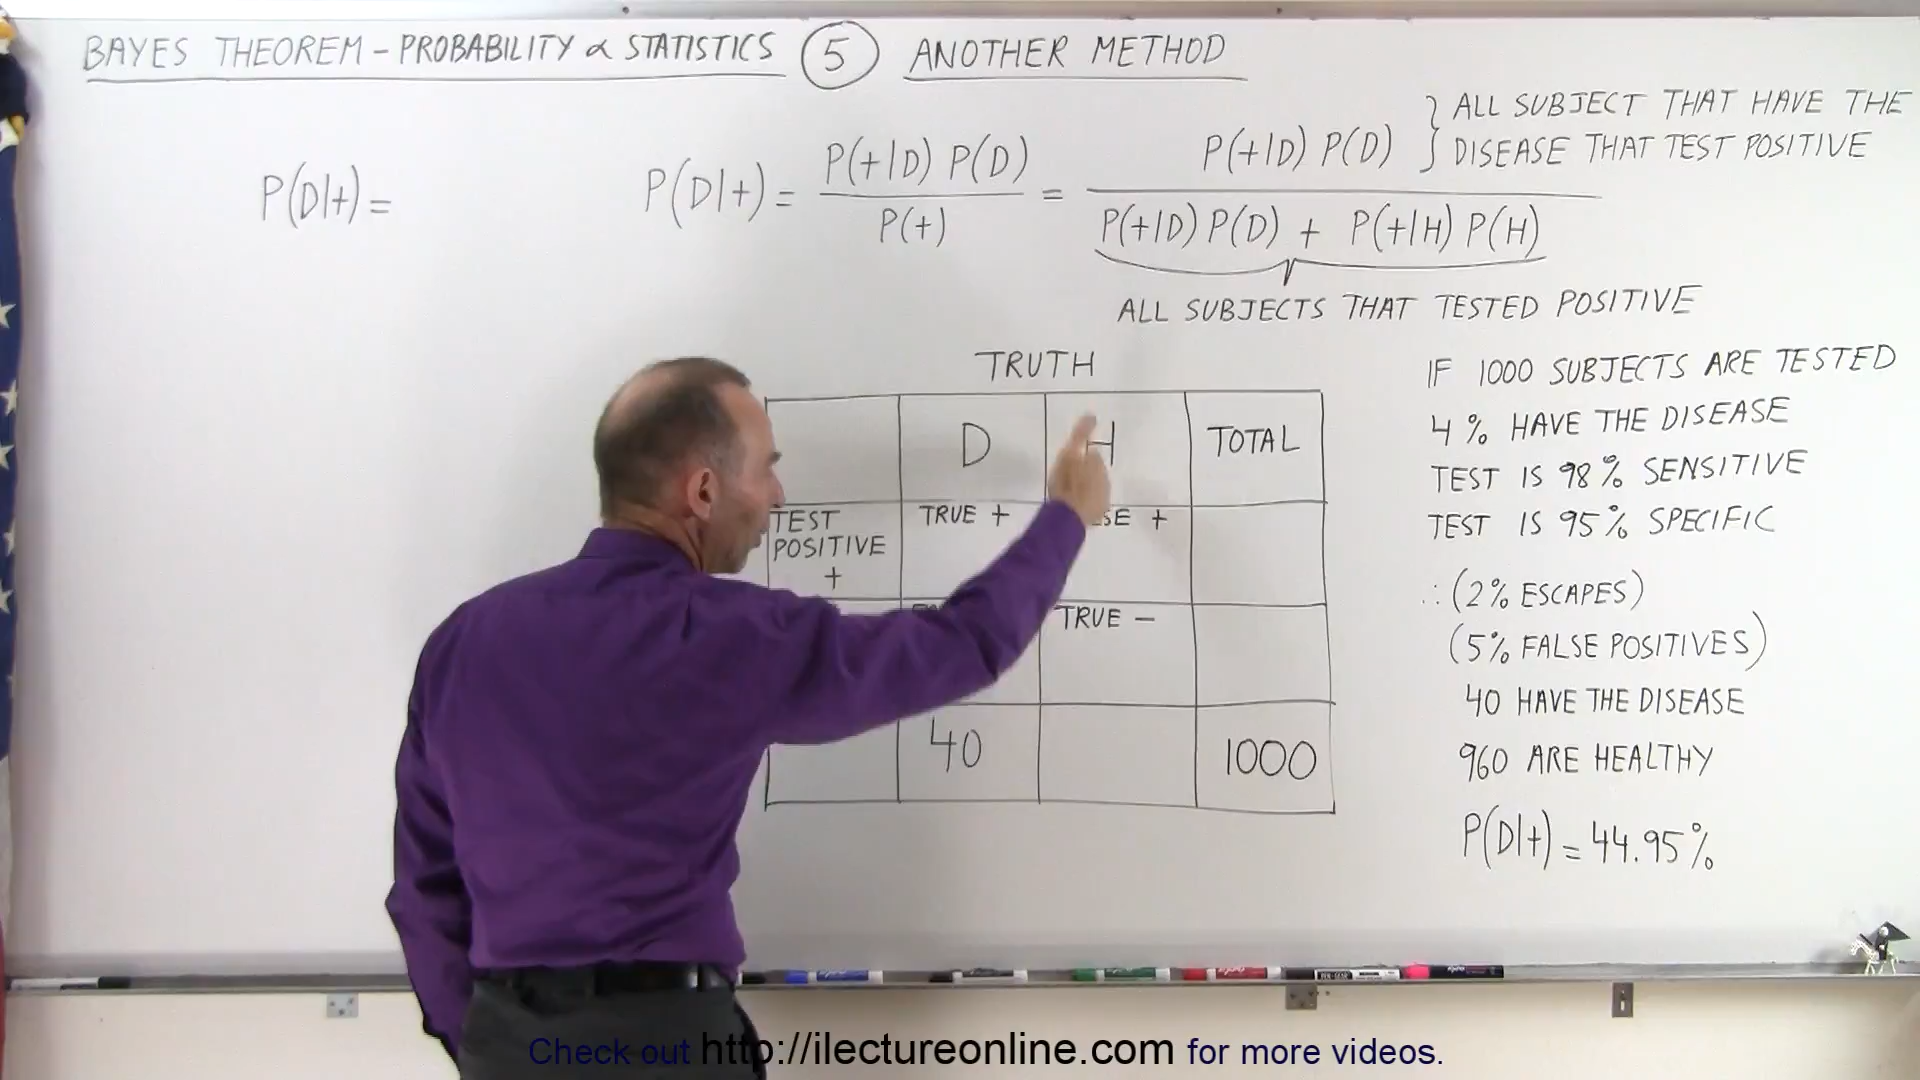 BAYES THEOREM - PROBABILITY & STATISTICS 5 ANOTHER METHOD
P(D|+) =
P(D|+) = P(+|D) P(D) / P(+) = P(+|D) P(D) / P(+|D) P(D) + P(+|H) P(H)
} ALL SUBJECT THAT HAVE THE
DISEASE THAT TEST POSITIVE
ALL SUBJECTS THAT TESTED POSITIVE
TRUTH
D H TOTAL
TEST
POSITIVE
+
TRUE +
SE +
TRUE -
40 1000
IF 1000 SUBJECTS ARE TESTED
4% HAVE THE DISEASE
TEST IS 98% SENSITIVE
TEST IS 95% SPECIFIC
∴ (2% ESCAPES)
(5% FALSE POSITIVES)
40 HAVE THE DISEASE
960 ARE HEALTHY
P(D|+) = 44.95%
Check out http://ilectureonline.com for more videos.